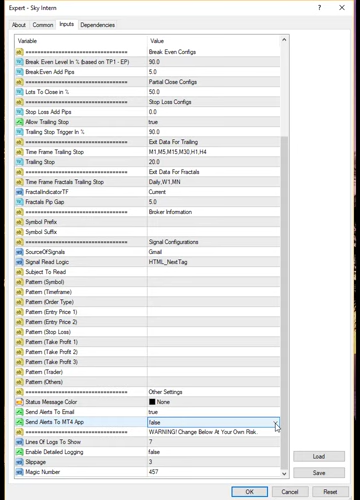 Expert - Sky Intern
? ×
About Common Inputs Dependencies
Variable Value
==================================== Break Even Configs
Break Even Level In % (based on TP1 - EP) 90.0
BreakEven Add Pips 5.0
==================================== Partial Close Configs
Lots To Close in % 50.0
==================================== Stop Loss Configs
Stop Loss Add Pips 0.0
Allow Trailing Stop true
Trailing Stop Trigger In % 90.0
==================================== Exit Data For Trailing
Time Frame Trailing Stop M1,M5,M15,M30,H1,H4
Trailing Stop 20.0
==================================== Exit Data For Fractals
Time Frame Fractals Trailing Stop Daily,W1,MN
FractalIndicatorTF Current
Fractals Pip Gap 5.0
==================================== Broker Information
Symbol Prefix
Symbol Suffix
==================================== Signal Configurations
SourceOfSignals Gmail
Signal Read Logic HTML_NextTag
Subject To Read
Pattern (Symbol)
Pattern (Timeframe)
Pattern (Order Type)
Pattern (Entry Price 1)
Pattern (Entry Price 2)
Pattern (Stop Loss)
Pattern (Take Profit 1)
Pattern (Take Profit 2)
Pattern (Take Profit 3)
Pattern (Trader)
Pattern (Others)
==================================== Other Settings
Status Message Color None
Send Alerts To Email true
Send Alerts To MT4 App false
==================================== WARNING! Change Below At Your Own Risk.
Lines Of Logs To Show 7
Enable Detailed Logging false
Slippage 3
Magic Number 457
Load
Save
OK Cancel Reset